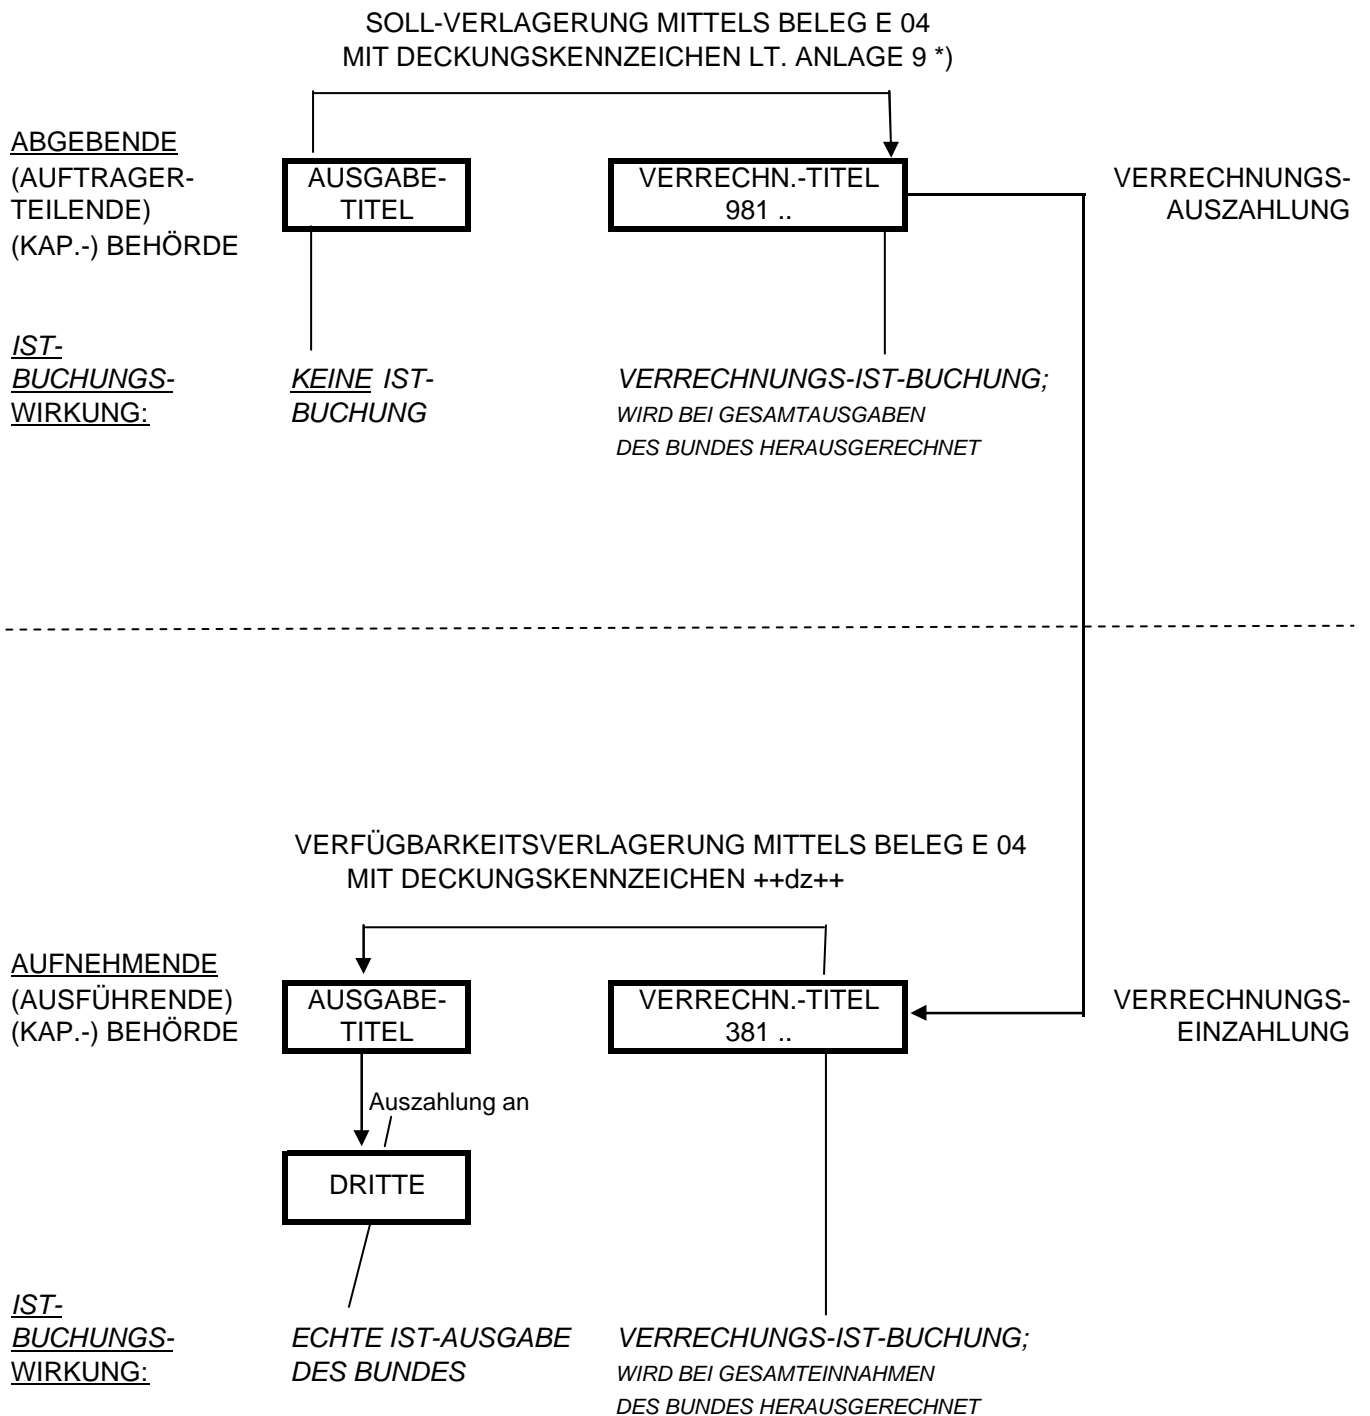 SOLL-VERLAGERUNG MITTELS BELEG E 04
MIT DECKUNGSKENNZEICHEN LT. ANLAGE 9 *)
ABGEBENDE
(AUFTRAGER-
TEILENDE)
(KAP.-) BEHÖRDE
AUSGABE-
TITEL
VERRECHN.-TITEL
981 ..
VERRECHNUNGS-
AUSZAHLUNG
IST-
BUCHUNGS-
WIRKUNG:
KEINE IST-
BUCHUNG
VERRECHNUNGS-IST-BUCHUNG;
WIRD BEI GESAMTAUSGABEN
DES BUNDES HERAUSGERECHNET
VERFÜGBARKEITSVERLAGERUNG MITTELS BELEG E 04
MIT DECKUNGSKENNZEICHEN ++dz++
AUFNEHMENDE
(AUSFÜHRENDE)
(KAP.-) BEHÖRDE
AUSGABE-
TITEL
VERRECHN.-TITEL
381 ..
VERRECHNUNGS-
EINZAHLUNG
Auszahlung an
DRITTE
IST-
BUCHUNGS-
WIRKUNG:
ECHTE IST-AUSGABE
DES BUNDES
VERRECHUNGS-IST-BUCHUNG;
WIRD BEI GESAMTEINNAHMEN
DES BUNDES HERAUSGERECHNET